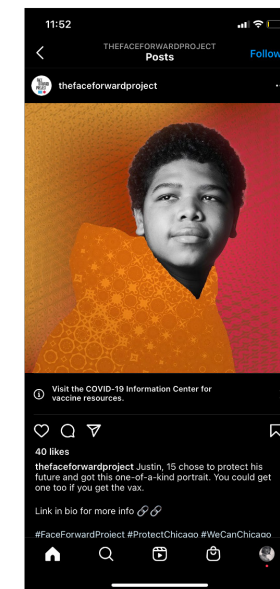 11:52
THEFACEFORWARDPROJECT
Posts
Follow
thefaceforwardproject
Visit the COVID-19 Information Center for
vaccine resources.
40 likes
thefaceforwardproject Justin, 15 chose to protect his
future and got this one-of-a-kind portrait. You could get
one too if you get the vax.
Link in bio for more info 🔗🔗
#FaceForwardProject #ProtectChicago #WeCanChicago